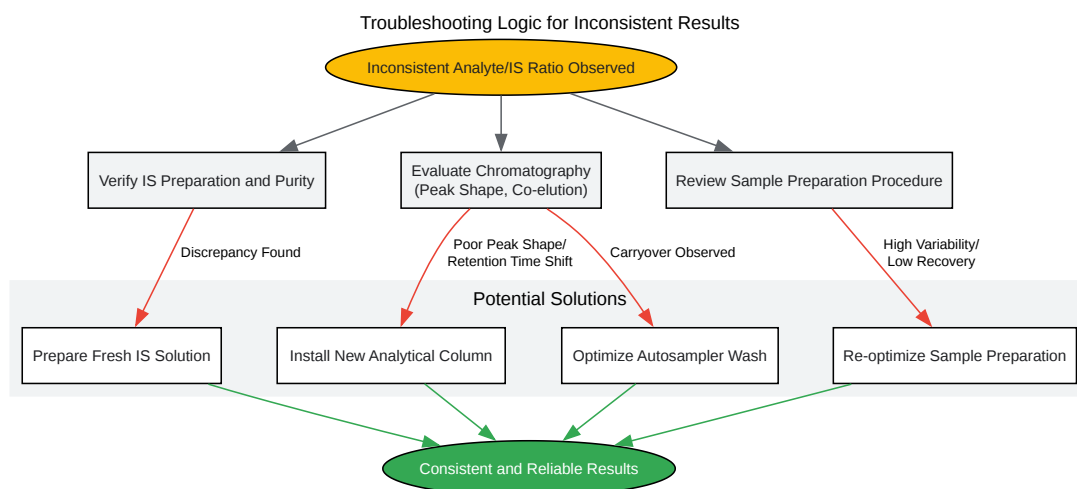 Troubleshooting Logic for Inconsistent Results
Inconsistent Analyte/IS Ratio Observed
Verify IS Preparation and Purity
Evaluate Chromatography
(Peak Shape, Co-elution)
Review Sample Preparation Procedure
Discrepancy Found
Poor Peak Shape/
Retention Time Shift
Carryover Observed
High Variability/
Low Recovery
Potential Solutions
Prepare Fresh IS Solution
Install New Analytical Column
Optimize Autosampler Wash
Re-optimize Sample Preparation
Consistent and Reliable Results